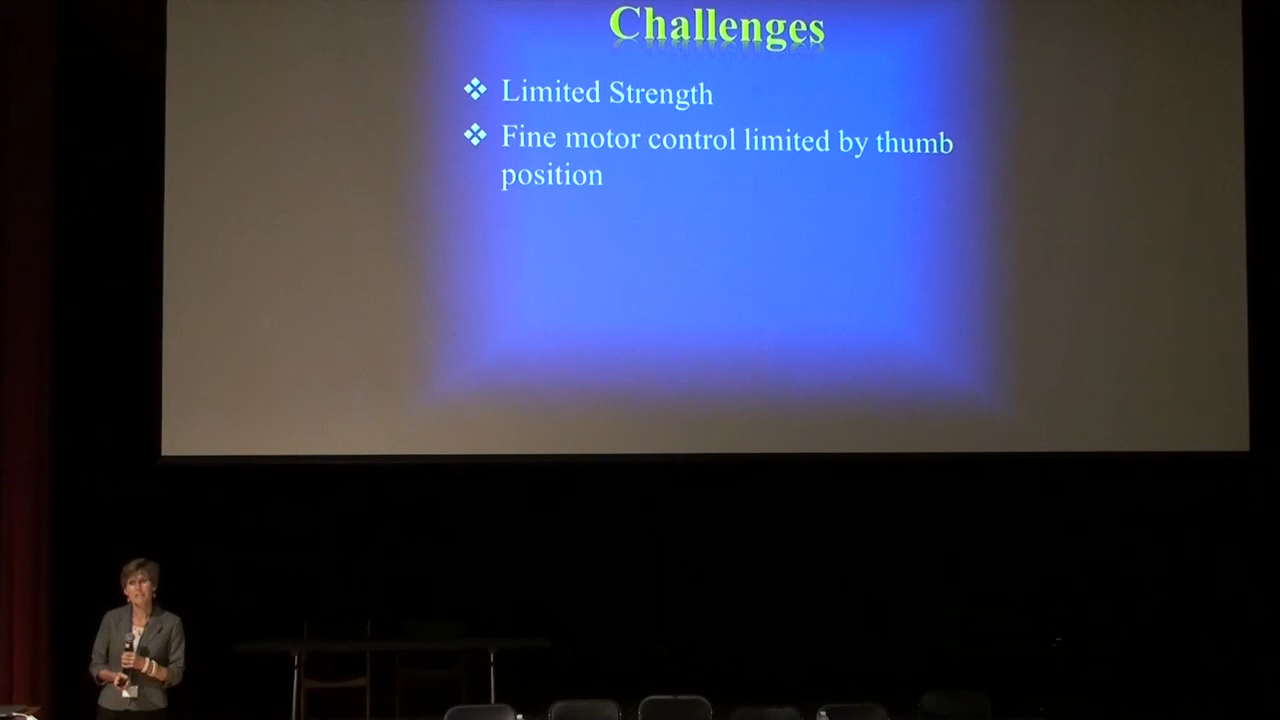 Challenges
Limited Strength
Fine motor control limited by thumb
position